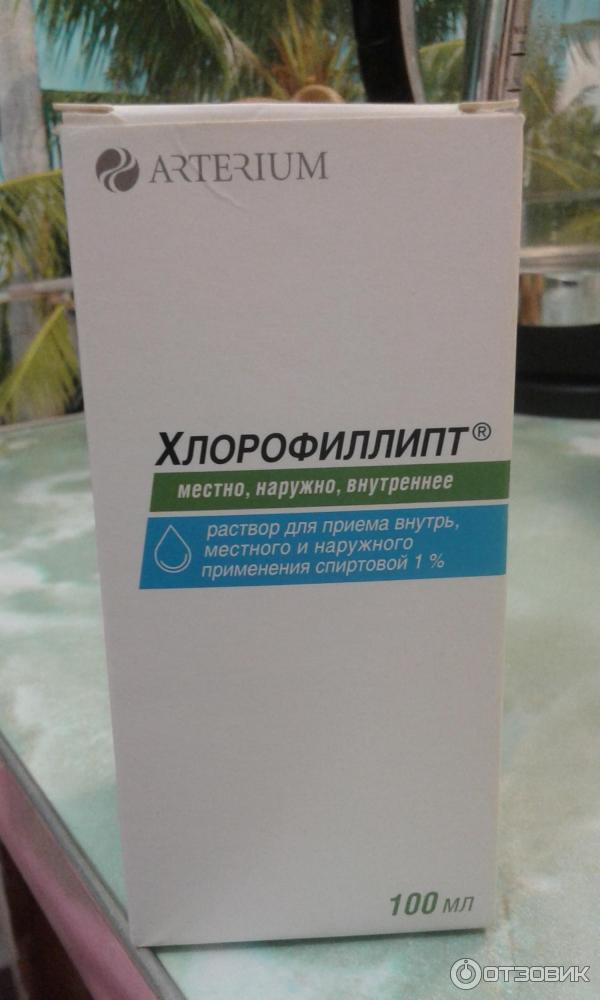 ARTERIUM
ХЛОРОФИЛЛИПТ®
местно, наружно, внутреннее
раствор для приема внутрь,
местного и наружного
применения спиртовой 1 %
100 мл
ОТЗОВИК